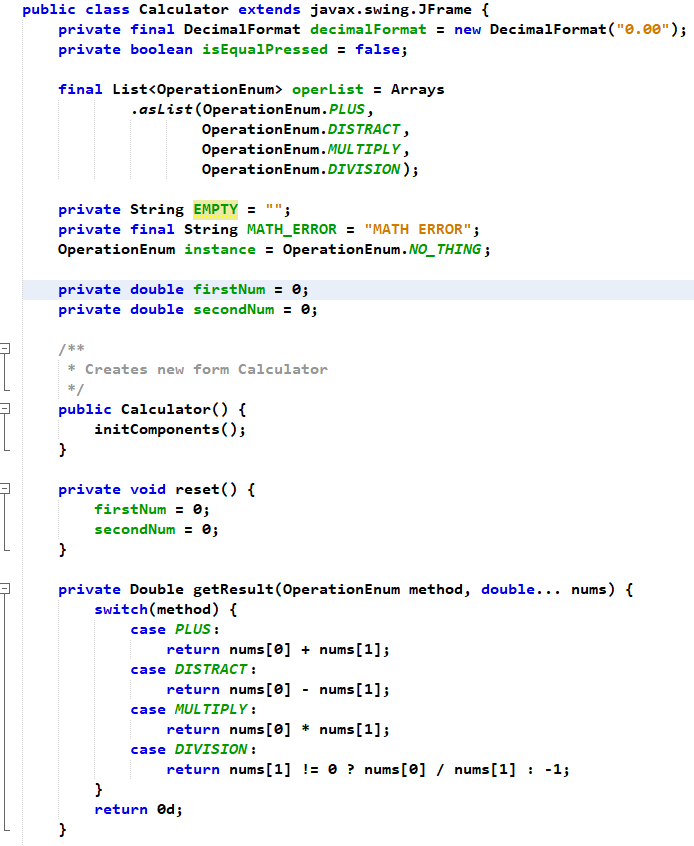 public class Calculator extends javax.swing.JFrame {
    private final DecimalFormat decimalFormat = new DecimalFormat("0.00");
    private boolean isEqualPressed = false;

    final List<OperationEnum> operList = Arrays
            .asList(OperationEnum.PLUS,
                    OperationEnum.DISTRACT,
                    OperationEnum.MULTIPLY,
                    OperationEnum.DIVISION);

    private String EMPTY = "";
    private final String MATH_ERROR = "MATH ERROR";
    OperationEnum instance = OperationEnum.NO_THING;

    private double firstNum = 0;
    private double secondNum = 0;

    /**
     * Creates new form Calculator
     */
    public Calculator() {
        initComponents();
    }

    private void reset() {
        firstNum = 0;
        secondNum = 0;
    }

    private Double getResult(OperationEnum method, double... nums) {
        switch(method) {
            case PLUS:
                return nums[0] + nums[1];
            case DISTRACT:
                return nums[0] - nums[1];
            case MULTIPLY:
                return nums[0] * nums[1];
            case DIVISION:
                return nums[1] != 0 ? nums[0] / nums[1] : -1;
        }
        return 0d;
    }